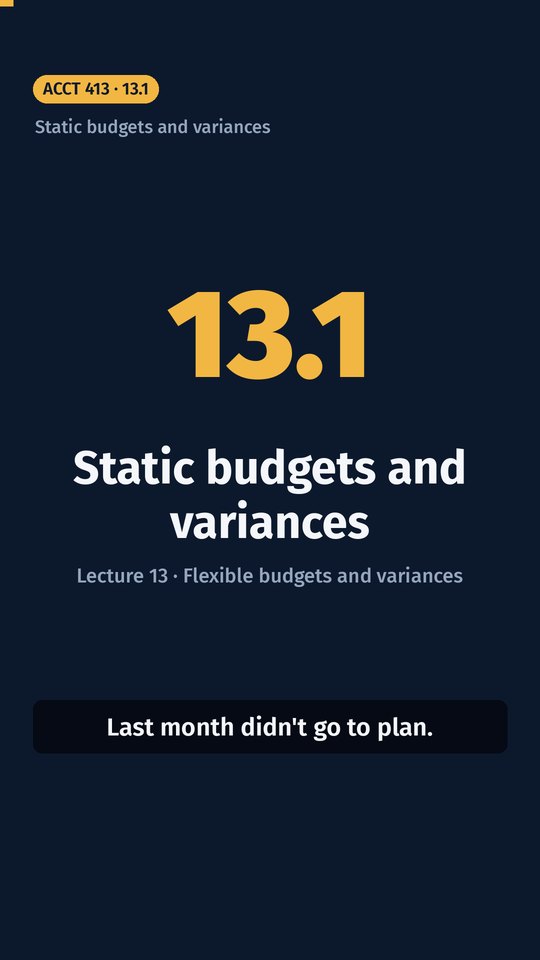 ACCT 413 · 13.1
Static budgets and variances
13.1
Static budgets and
variances
Lecture 13 · Flexible budgets and variances
Last month didn't go to plan.